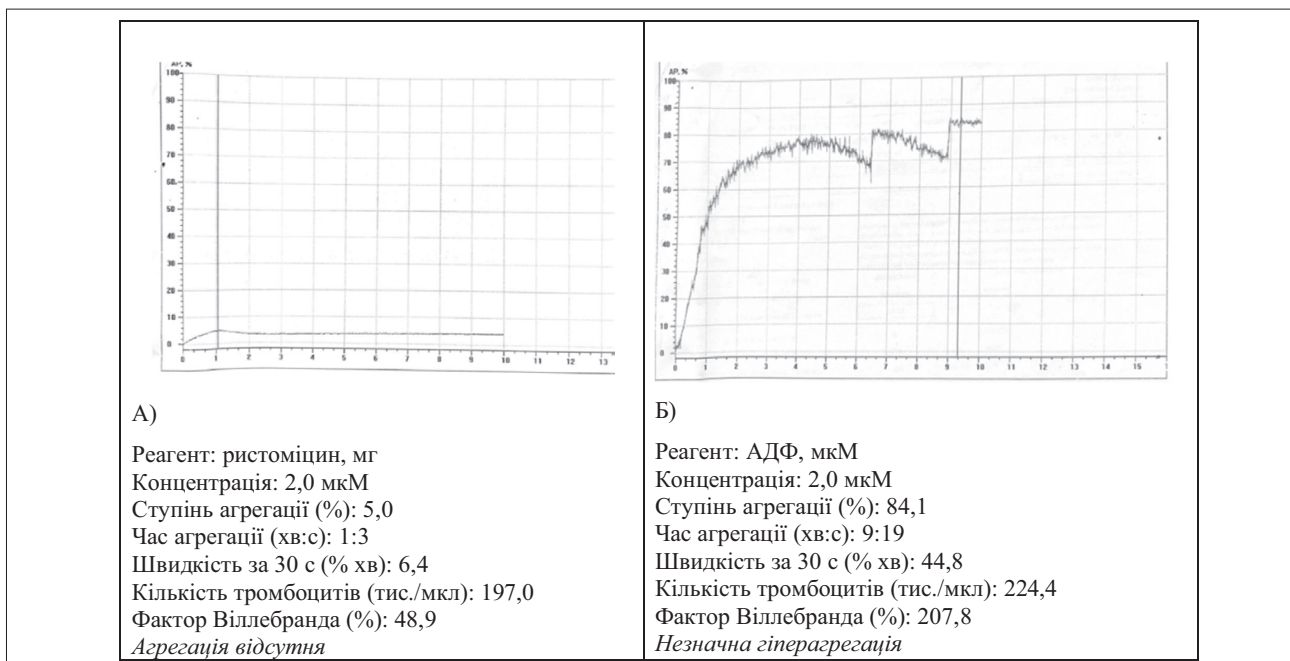 АР, %
100
90
80
70
60
50
40
30
20
10
0
0 1 2 3 4 5 6 7 8 9 10 11 12 13
А)
Реагент: ристоміцин, мг
Концентрація: 2,0 мкМ
Ступінь агрегації (%): 5,0
Час агрегації (хв:с): 1:3
Швидкість за 30 с (% хв): 6,4
Кількість тромбоцитів (тис./мкл): 197,0
Фактор Віллебранда (%): 48,9
Агрегація відсутня
АР, %
100
90
80
70
60
50
40
30
20
10
0
0 1 2 3 4 5 6 7 8 9 10 11 12 13 14 15
Б)
Реагент: АДФ, мкМ
Концентрація: 2,0 мкМ
Ступінь агрегації (%): 84,1
Час агрегації (хв:с): 9:19
Швидкість за 30 с (% хв): 44,8
Кількість тромбоцитів (тис./мкл): 224,4
Фактор Віллебранда (%): 207,8
Незначна гіперагрегація